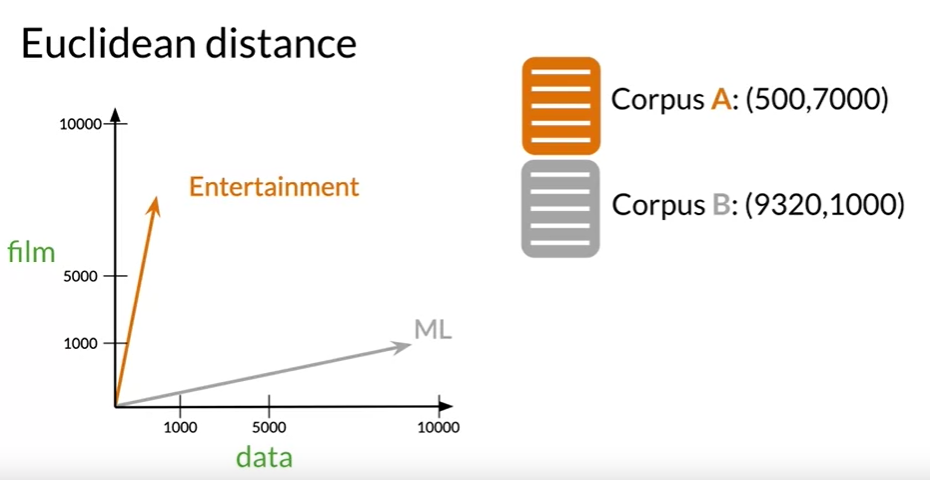 Euclidean distance
Corpus A: (500,7000)
Corpus B: (9320,1000)
10000
Entertainment
film
5000
1000
ML
1000
5000
10000
data